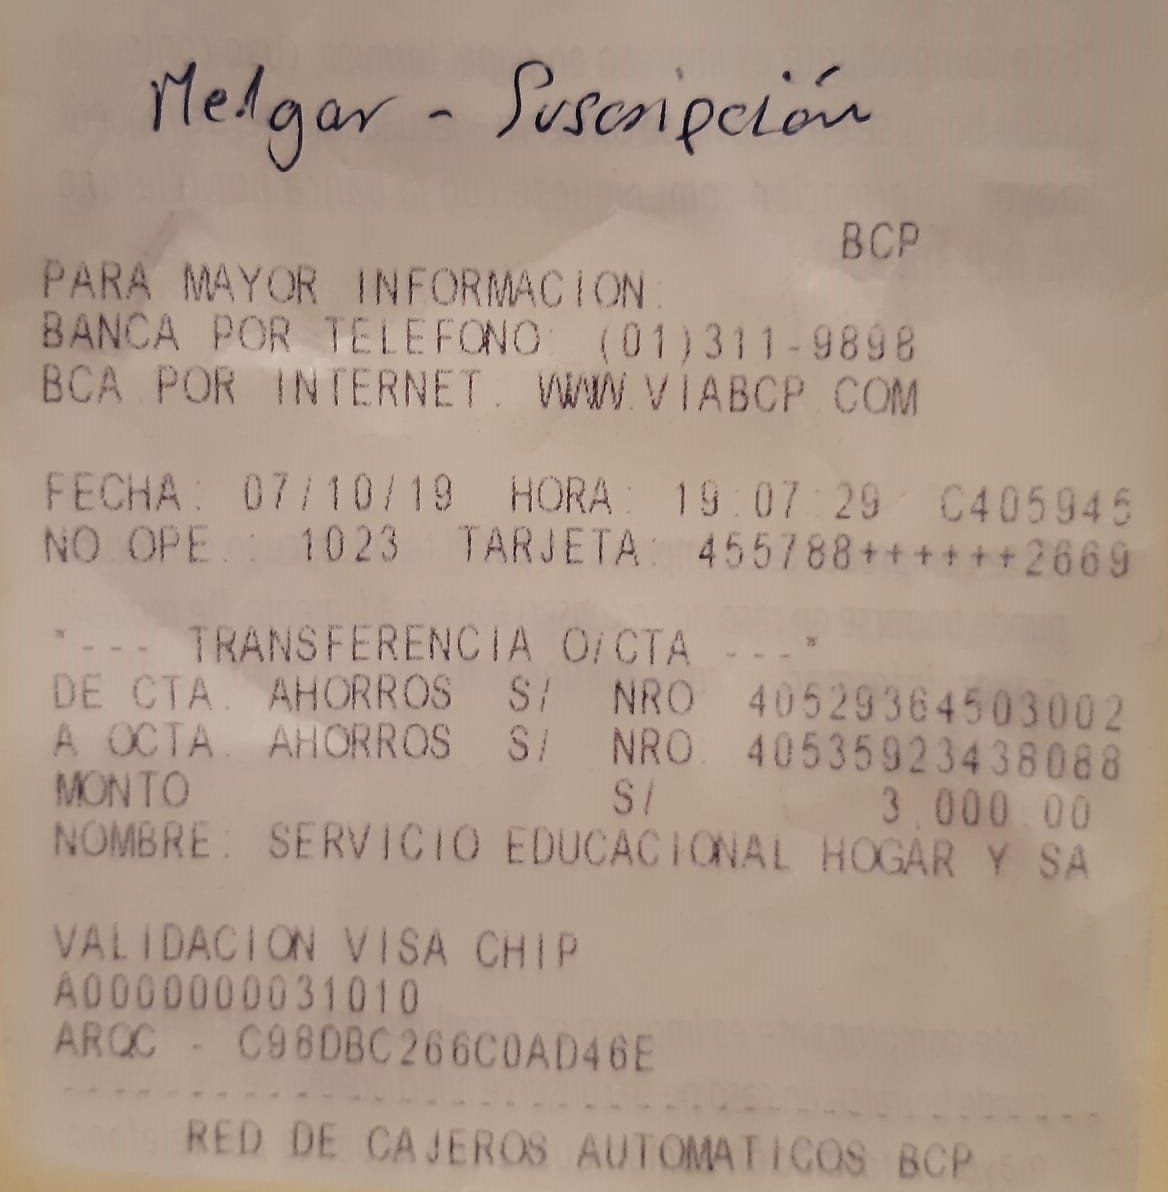 Melgar - Suscripción
BCP
PARA MAYOR INFORMACION:
BANCA POR TELEFONO: (01)311-9898
BCA.POR INTERNET: WWW.VIABCP.COM
FECHA: 07/10/19 HORA: 19:07:29 C405945
NO.OPE.: 1023 TARJETA: 455788++++++2669
*--- TRANSFERENCIA O/CTA ---*
DE CTA. AHORROS S/ NRO 40529364503002
A OCTA. AHORROS S/ NRO. 40535923438088
MONTO S/ 3,000.00
NOMBRE: SERVICIO EDUCACIONAL HOGAR Y SA
VALIDACION VISA CHIP
A0000000031010
ARQC - C98DBC266C0AD46E
RED DE CAJEROS AUTOMATICOS BCP